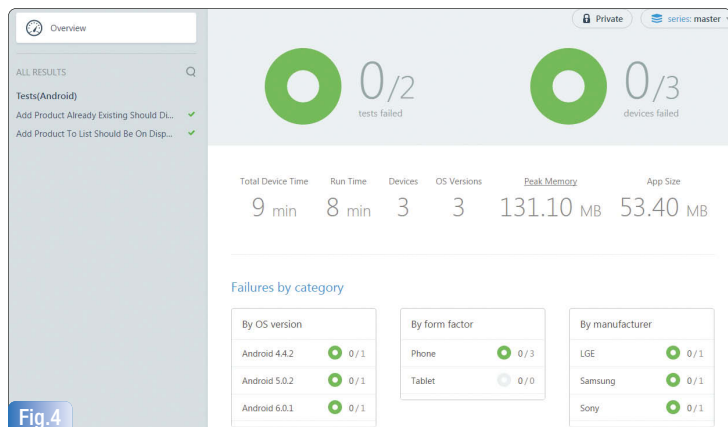 Overview
Private
series: master
ALL RESULTS
Tests(Android)
Add Product Already Existing Should Di...
Add Product To List Should Be On Disp...
0/2
tests failed
0/3
devices failed
Total Device Time Run Time Devices OS Versions Peak Memory App Size
9 min 8 min 3 3 131.10 MB 53.40 MB
Failures by category
By OS version
Android 4.4.2 0/1
Android 5.0.2 0/1
Android 6.0.1 0/1
By form factor
Phone 0/3
Tablet 0/0
By manufacturer
LGE 0/1
Samsung 0/1
Sony 0/1
Fig.4